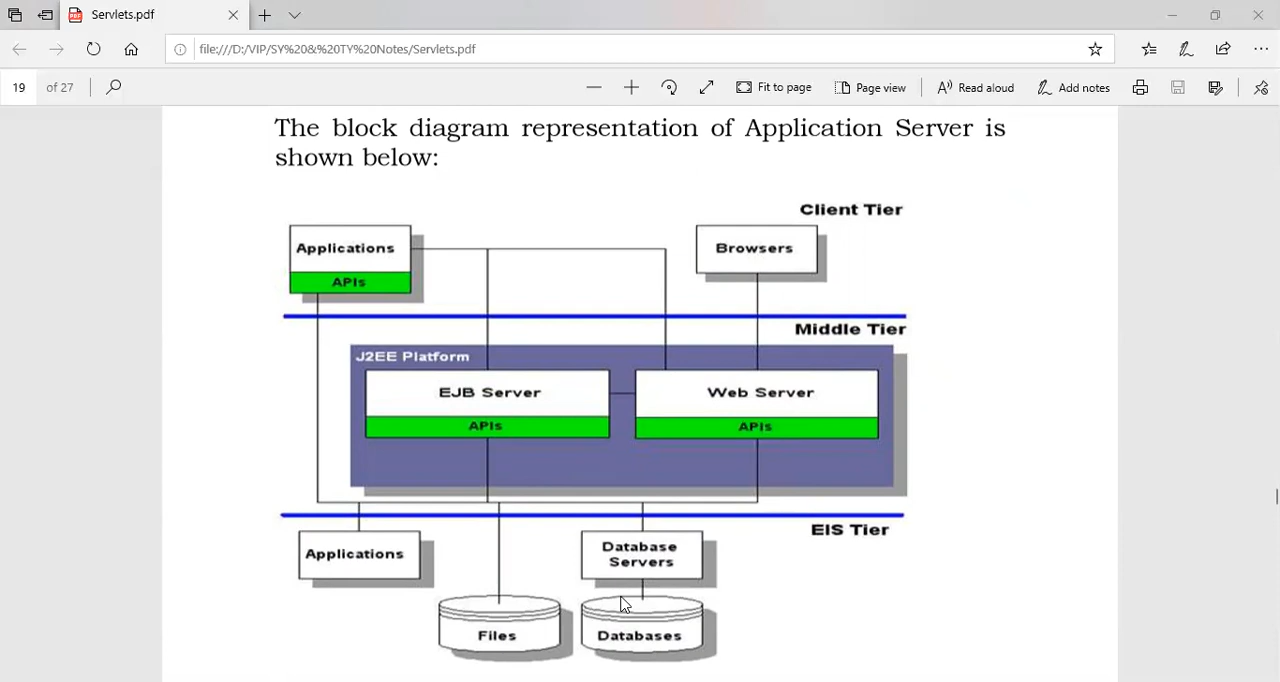 Servlets.pdf
file:///D:/VIP/SY%20&%20TY%20Notes/Servlets.pdf
19 of 27
Fit to page
Page view
Read aloud
Add notes
The block diagram representation of Application Server is
shown below:
Client Tier
Applications
APIs
Browsers
Middle Tier
J2EE Platform
EJB Server
APIs
Web Server
APIs
EIS Tier
Applications
Database
Servers
Files
Databases